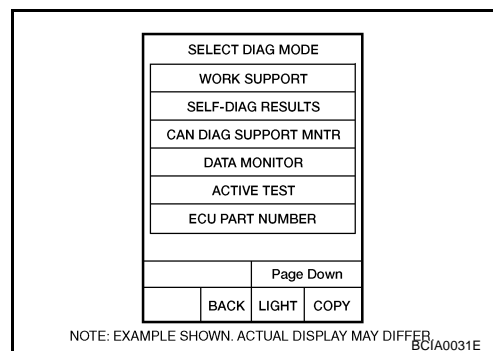 SELECT DIAG MODE
WORK SUPPORT
SELF-DIAG RESULTS
CAN DIAG SUPPORT MNTR
DATA MONITOR
ACTIVE TEST
ECU PART NUMBER
Page Down
BACK LIGHT COPY
NOTE: EXAMPLE SHOWN. ACTUAL DISPLAY MAY DIFFER.
BCIA0031E